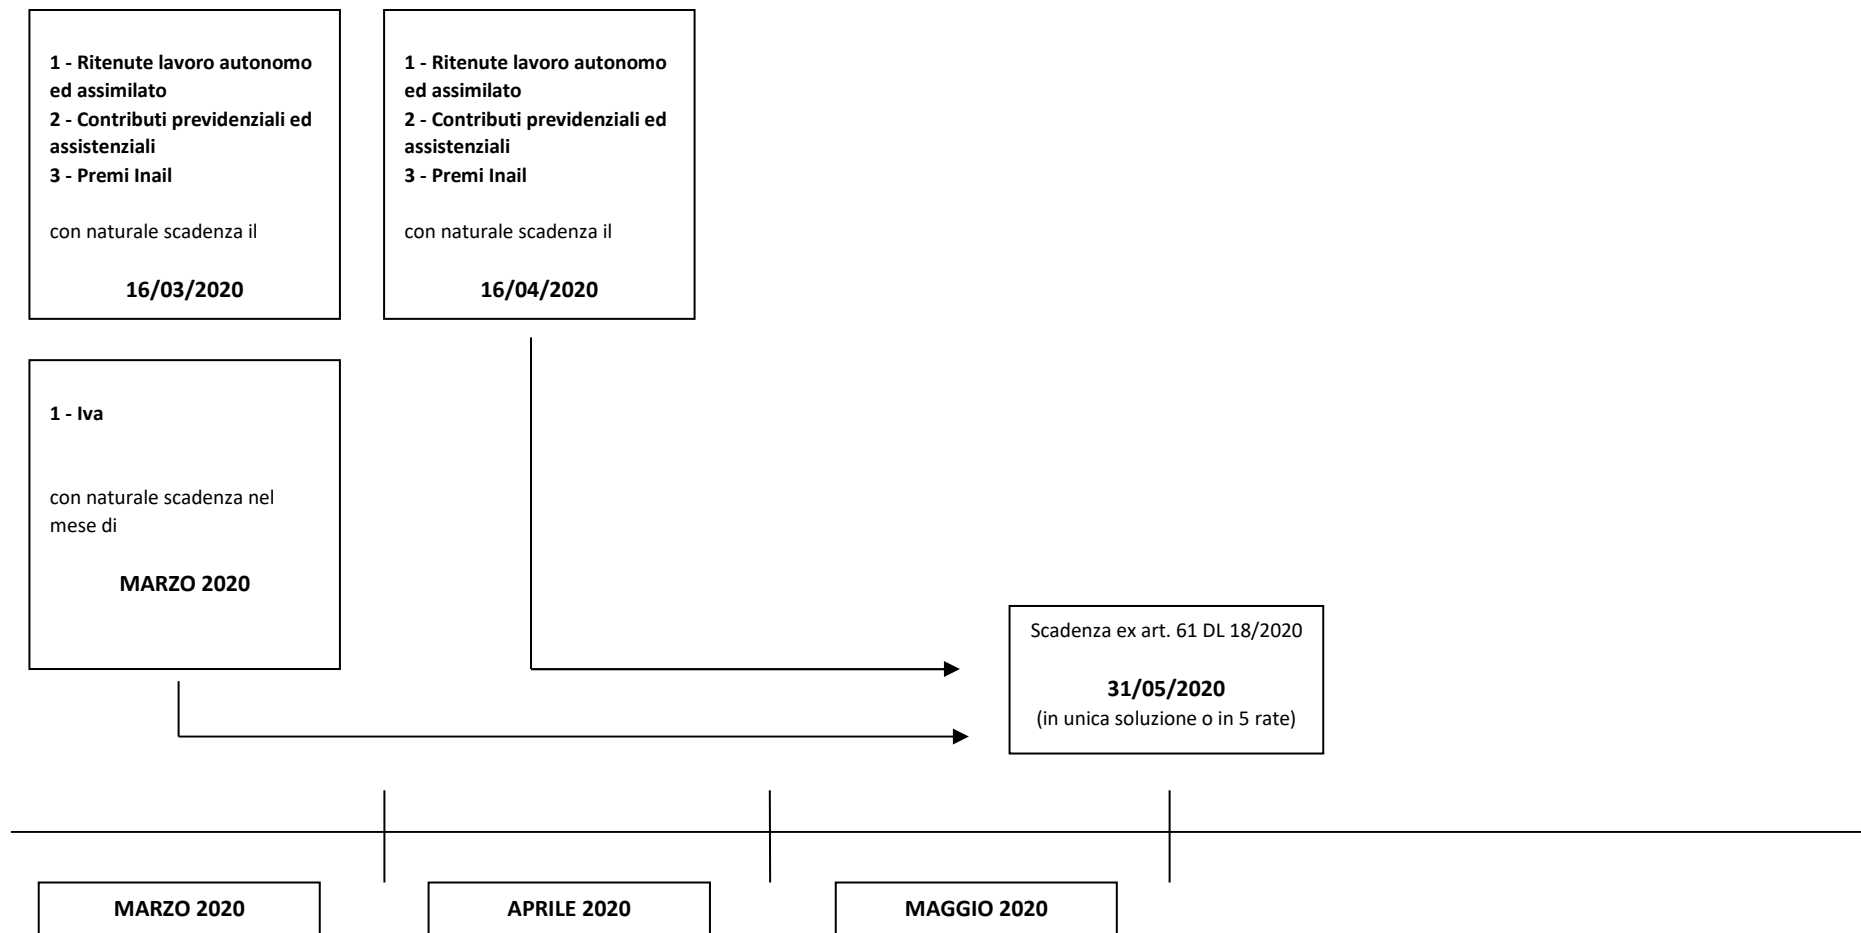 1 - Ritenute lavoro autonomo
ed assimilato
2 - Contributi previdenziali ed
assistenziali
3 - Premi Inail
con naturale scadenza il
16/03/2020
1 - Ritenute lavoro autonomo
ed assimilato
2 - Contributi previdenziali ed
assistenziali
3 - Premi Inail
con naturale scadenza il
16/04/2020
1 - Iva
con naturale scadenza nel
mese di
MARZO 2020
Scadenza ex art. 61 DL 18/2020
31/05/2020
(in unica soluzione o in 5 rate)
MARZO 2020
APRILE 2020
MAGGIO 2020